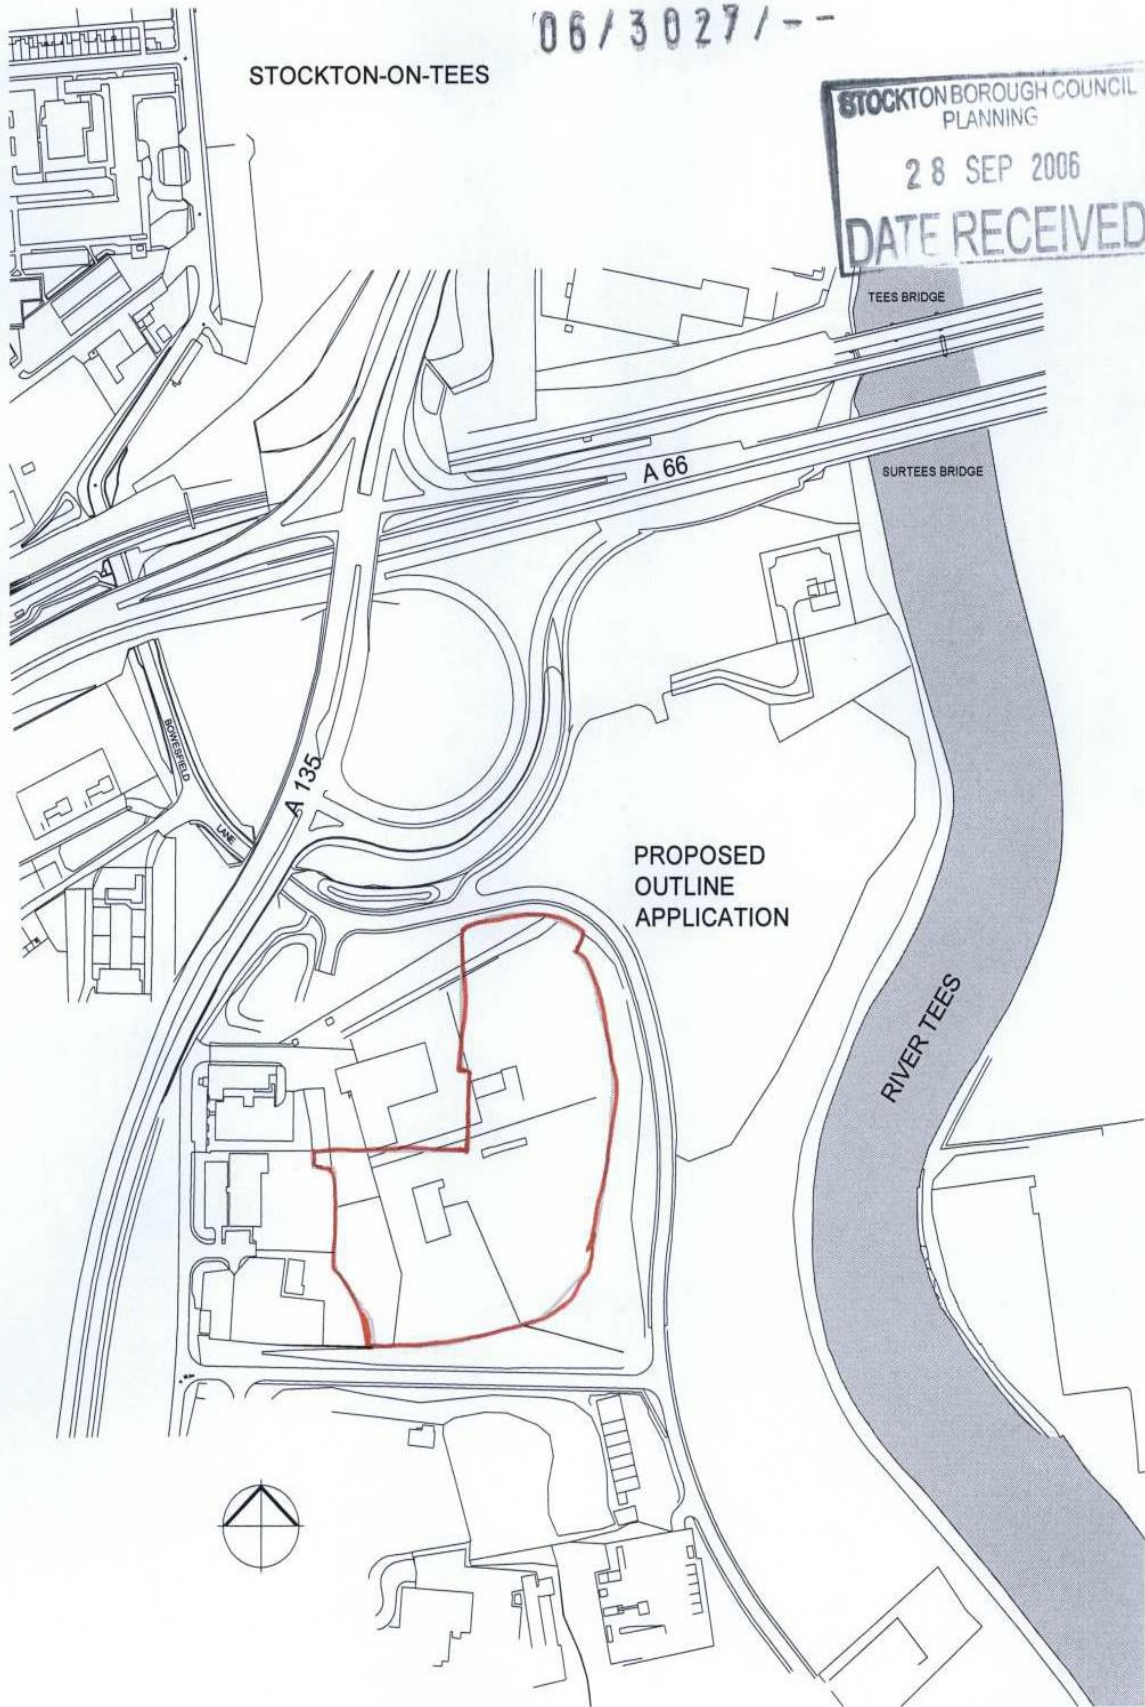 06/3027/--
STOCKTON-ON-TEES
STOCKTON BOROUGH COUNCIL
PLANNING
28 SEP 2006
DATE RECEIVED
TEES BRIDGE
A 66
SURTEES BRIDGE
BOWESFIELD
LANE
A 135
PROPOSED
OUTLINE
APPLICATION
RIVER TEES